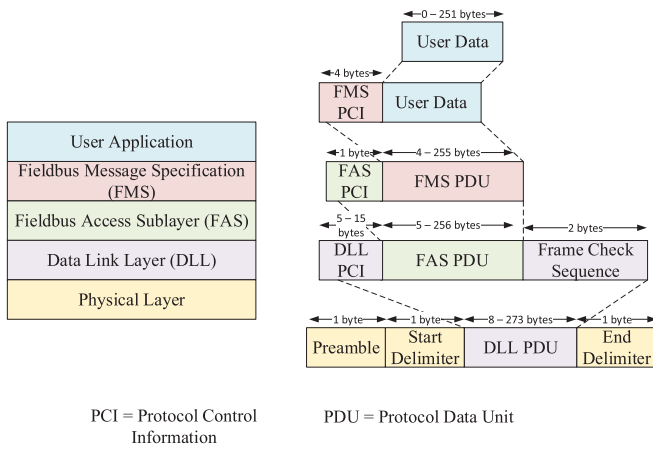 0 – 251 bytes
User Data
4 bytes
FMS
PCI
User Data
User Application
Fieldbus Message Specification
(FMS)
Fieldbus Access Sublayer (FAS)
Data Link Layer (DLL)
Physical Layer
1 byte
4 – 255 bytes
FAS
PCI
FMS PDU
5 – 15
bytes
5 – 256 bytes
2 bytes
DLL
PCI
FAS PDU
Frame Check
Sequence
1 byte
1 byte
8 – 273 bytes
1 byte
Preamble
Start
Delimiter
DLL PDU
End
Delimiter
PCI = Protocol Control
Information
PDU = Protocol Data Unit